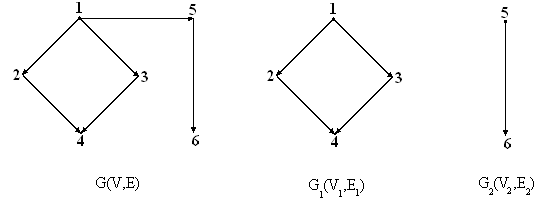 1 5 1 5
2 3 2 3
4 6 4 6
G(V,E) G₁(V₁,E₁) G₂(V₂,E₂)